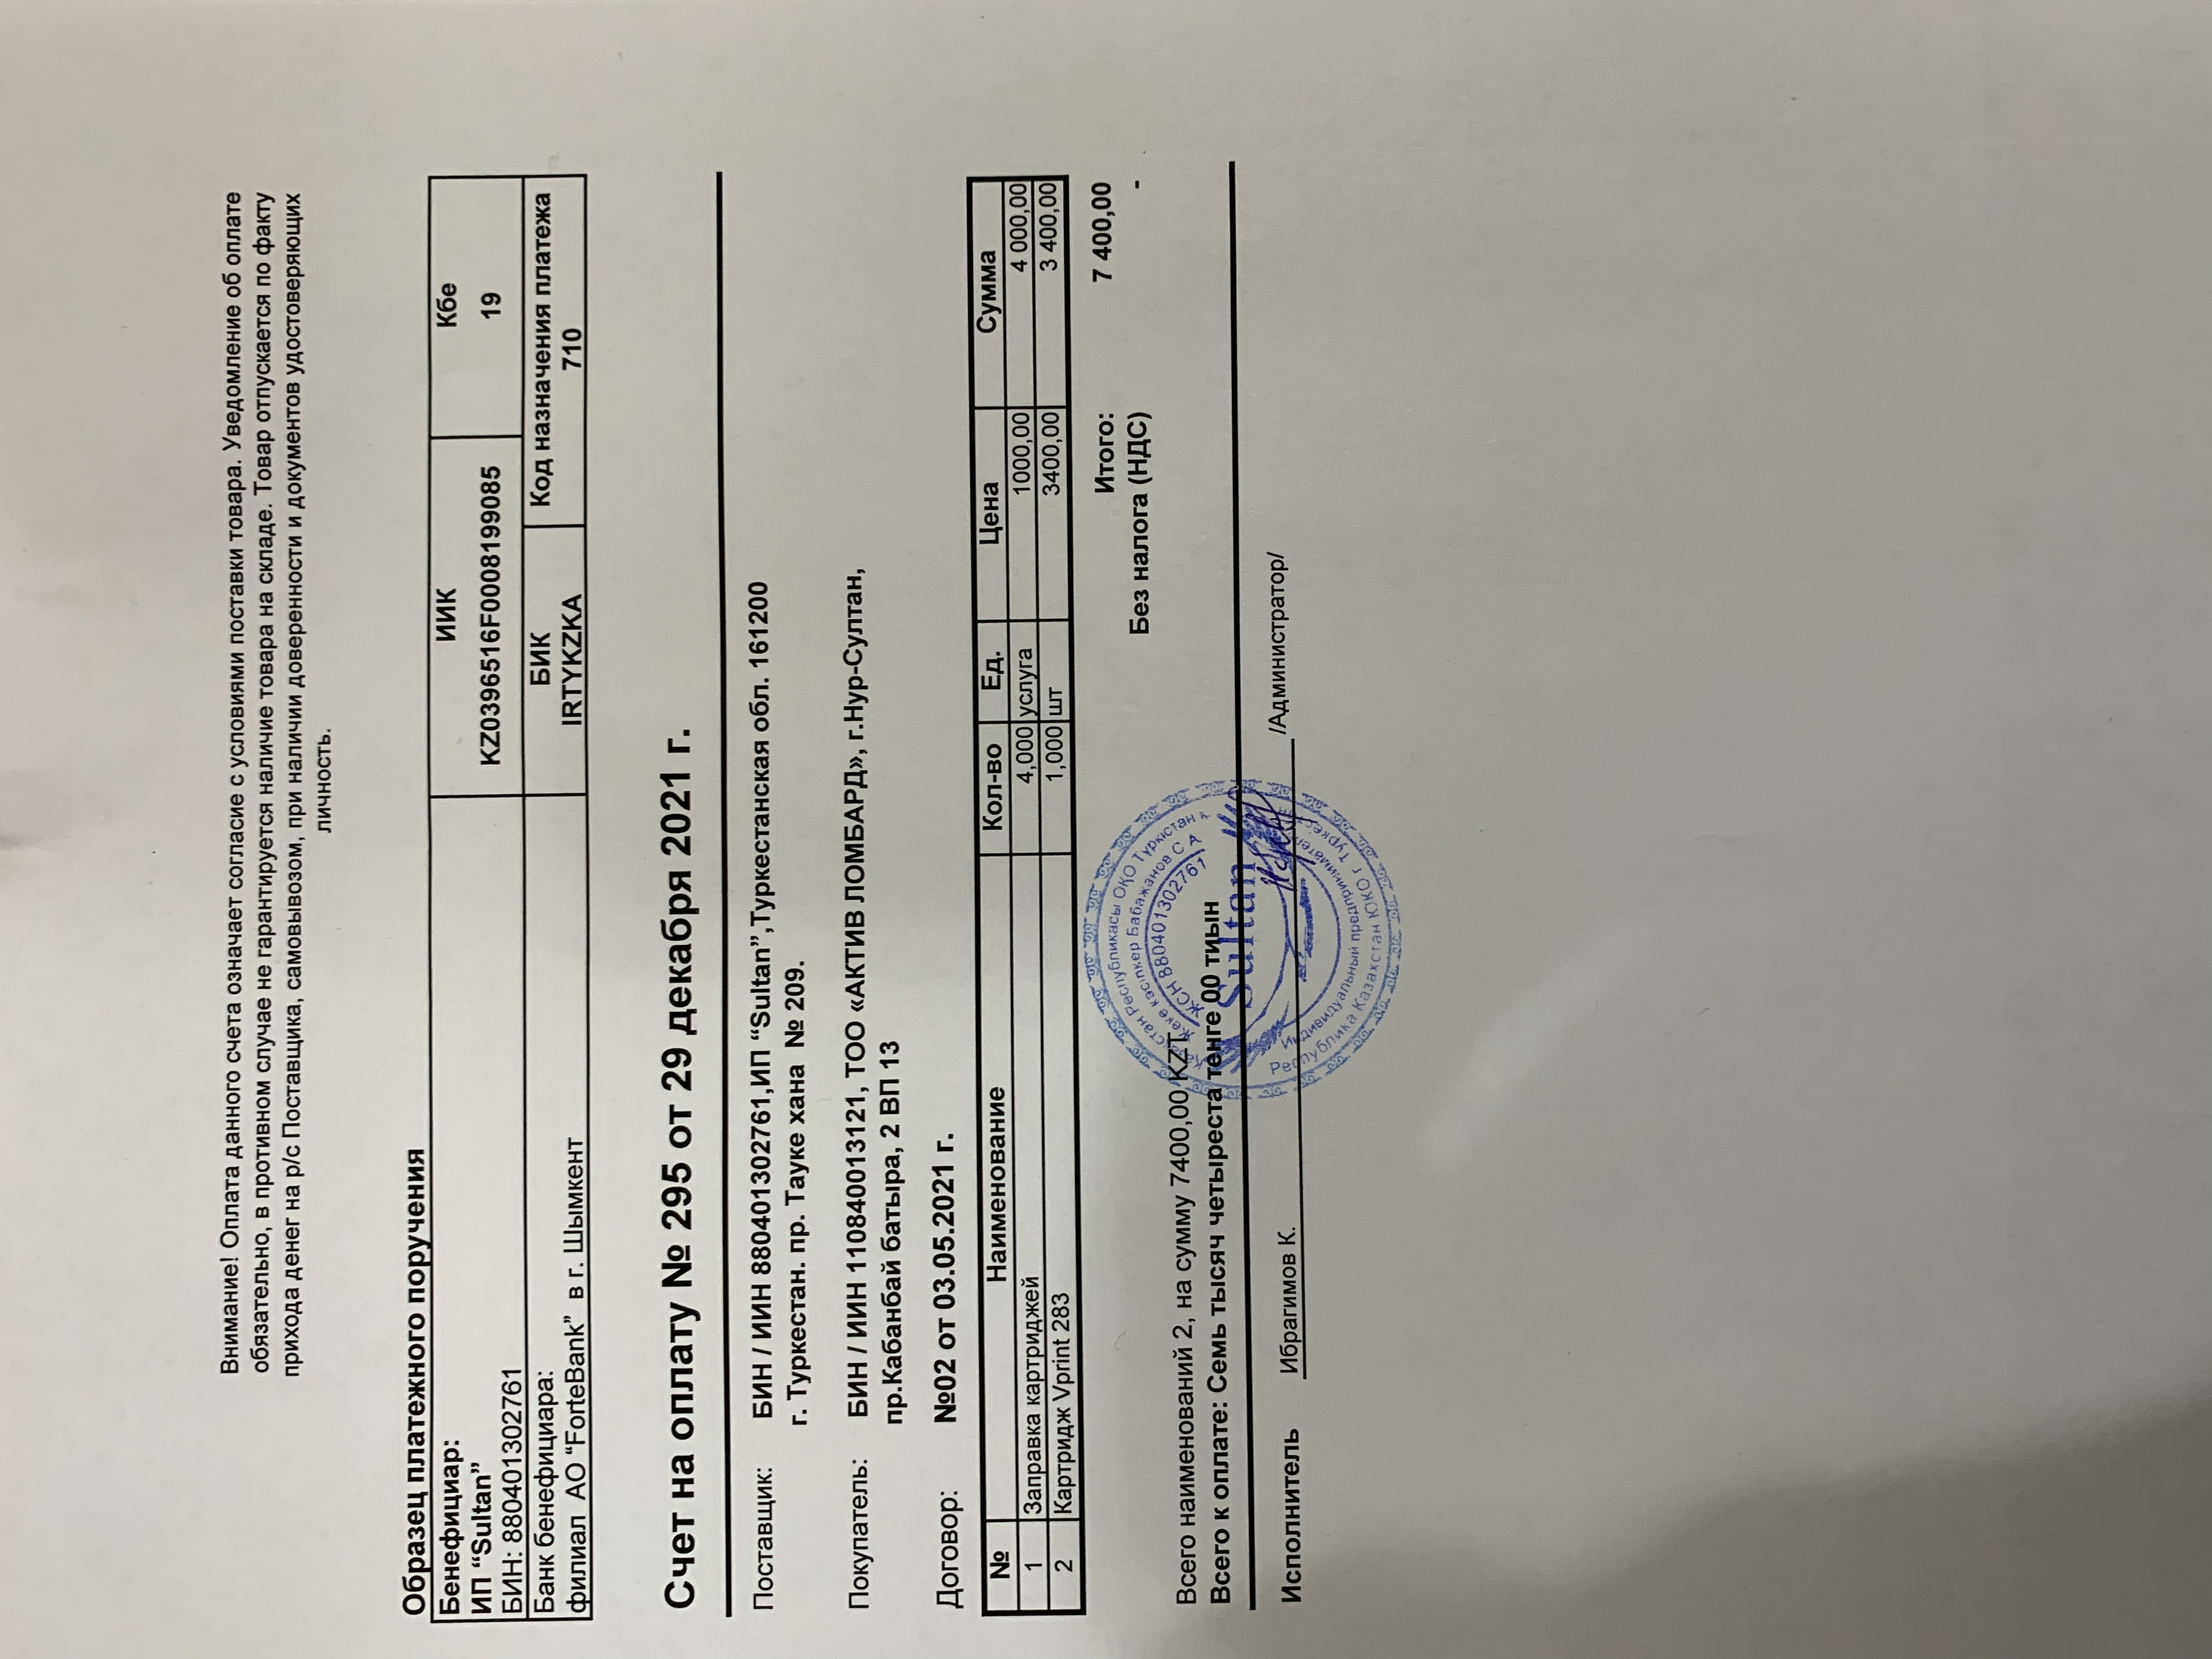 Внимание! Оплата данного счета означает согласие с условиями поставки товара. Уведомление об оплате
обязательно, в противном случае не гарантируется наличие товара на складе. Товар отпускается по факту
прихода денег на р/с Поставщика, самовывозом, при наличии доверенности и документов удостоверяющих
личность.
Образец платежного поручения
Бенефициар: ИИК Кбе
ИП “Sultan” KZ0396516F0008199085 19
БИН: 880401302761
Банк бенефициара: БИК Код назначения платежа
филиал АО “ForteBank” в г. Шымкент IRTYKZKA 710
Счет на оплату № 295 от 29 декабря 2021 г.
Поставщик: БИН / ИИН 880401302761,ИП “Sultan”,Туркестанская обл. 161200
г. Туркестан. пр. Тауке хана № 209.
Покупатель: БИН / ИИН 110840013121, ТОО «АКТИВ ЛОМБАРД», г.Нур-Султан,
пр.Кабанбай батыра, 2 ВП 13
Договор: №02 от 03.05.2021 г.
№ Наименование Кол-во Ед. Цена Сумма
1 Заправка картриджей 4,000 услуга 1000,00 4 000,00
2 Картридж Vprint 283 1,000 шт 3400,00 3 400,00
Итого: 7 400,00
Без налога (НДС) -
Всего наименований 2, на сумму 7400,00 KZT
Всего к оплате: Семь тысяч четыреста тенге 00 тиын
Исполнитель Ибрагимов К. /Администратор/
Қазақстан Республикасы ОҚО Түркістан қ.
Жеке кәсіпкер Бабажанов С А
ЖСН 880401302761
Sultan
Индивидуальный предприниматель
Республика Казахстан ЮКО г